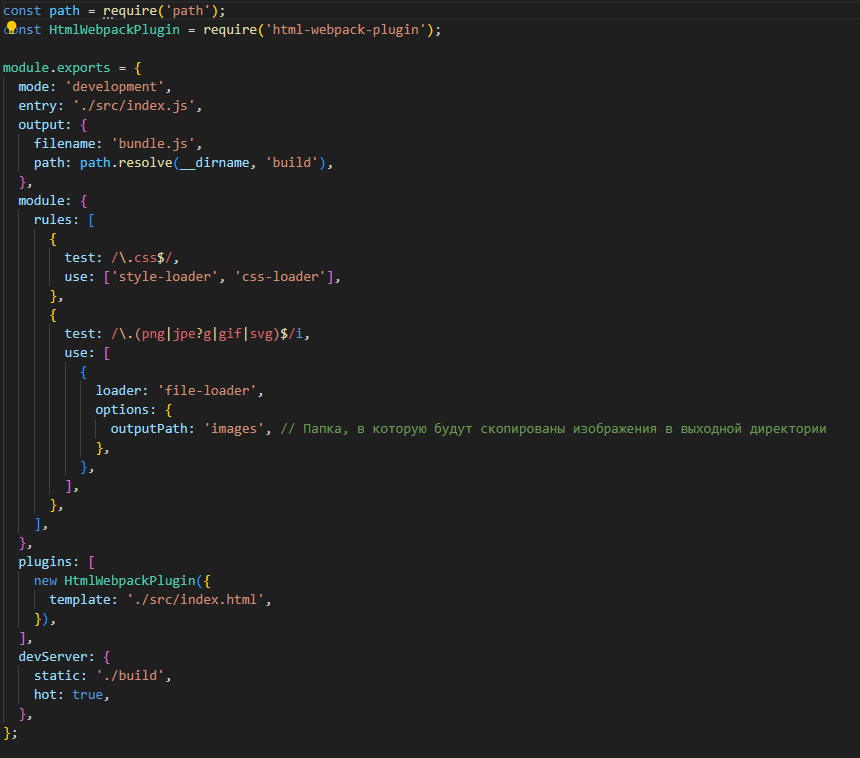 const path = require('path');
const HtmlWebpackPlugin = require('html-webpack-plugin');
module.exports = {
  mode: 'development',
  entry: './src/index.js',
  output: {
    filename: 'bundle.js',
    path: path.resolve(__dirname, 'build'),
  },
  module: {
    rules: [
      {
        test: /\.css$/,
        use: ['style-loader', 'css-loader'],
      },
      {
        test: /\.(png|jpe?g|gif|svg)$/i,
        use: [
          {
            loader: 'file-loader',
            options: {
              outputPath: 'images', // Папка, в которую будут скопированы изображения в выходной директории
            },
          },
        ],
      },
    ],
  },
  plugins: [
    new HtmlWebpackPlugin({
      template: './src/index.html',
    }),
  ],
  devServer: {
    static: './build',
    hot: true,
  },
};